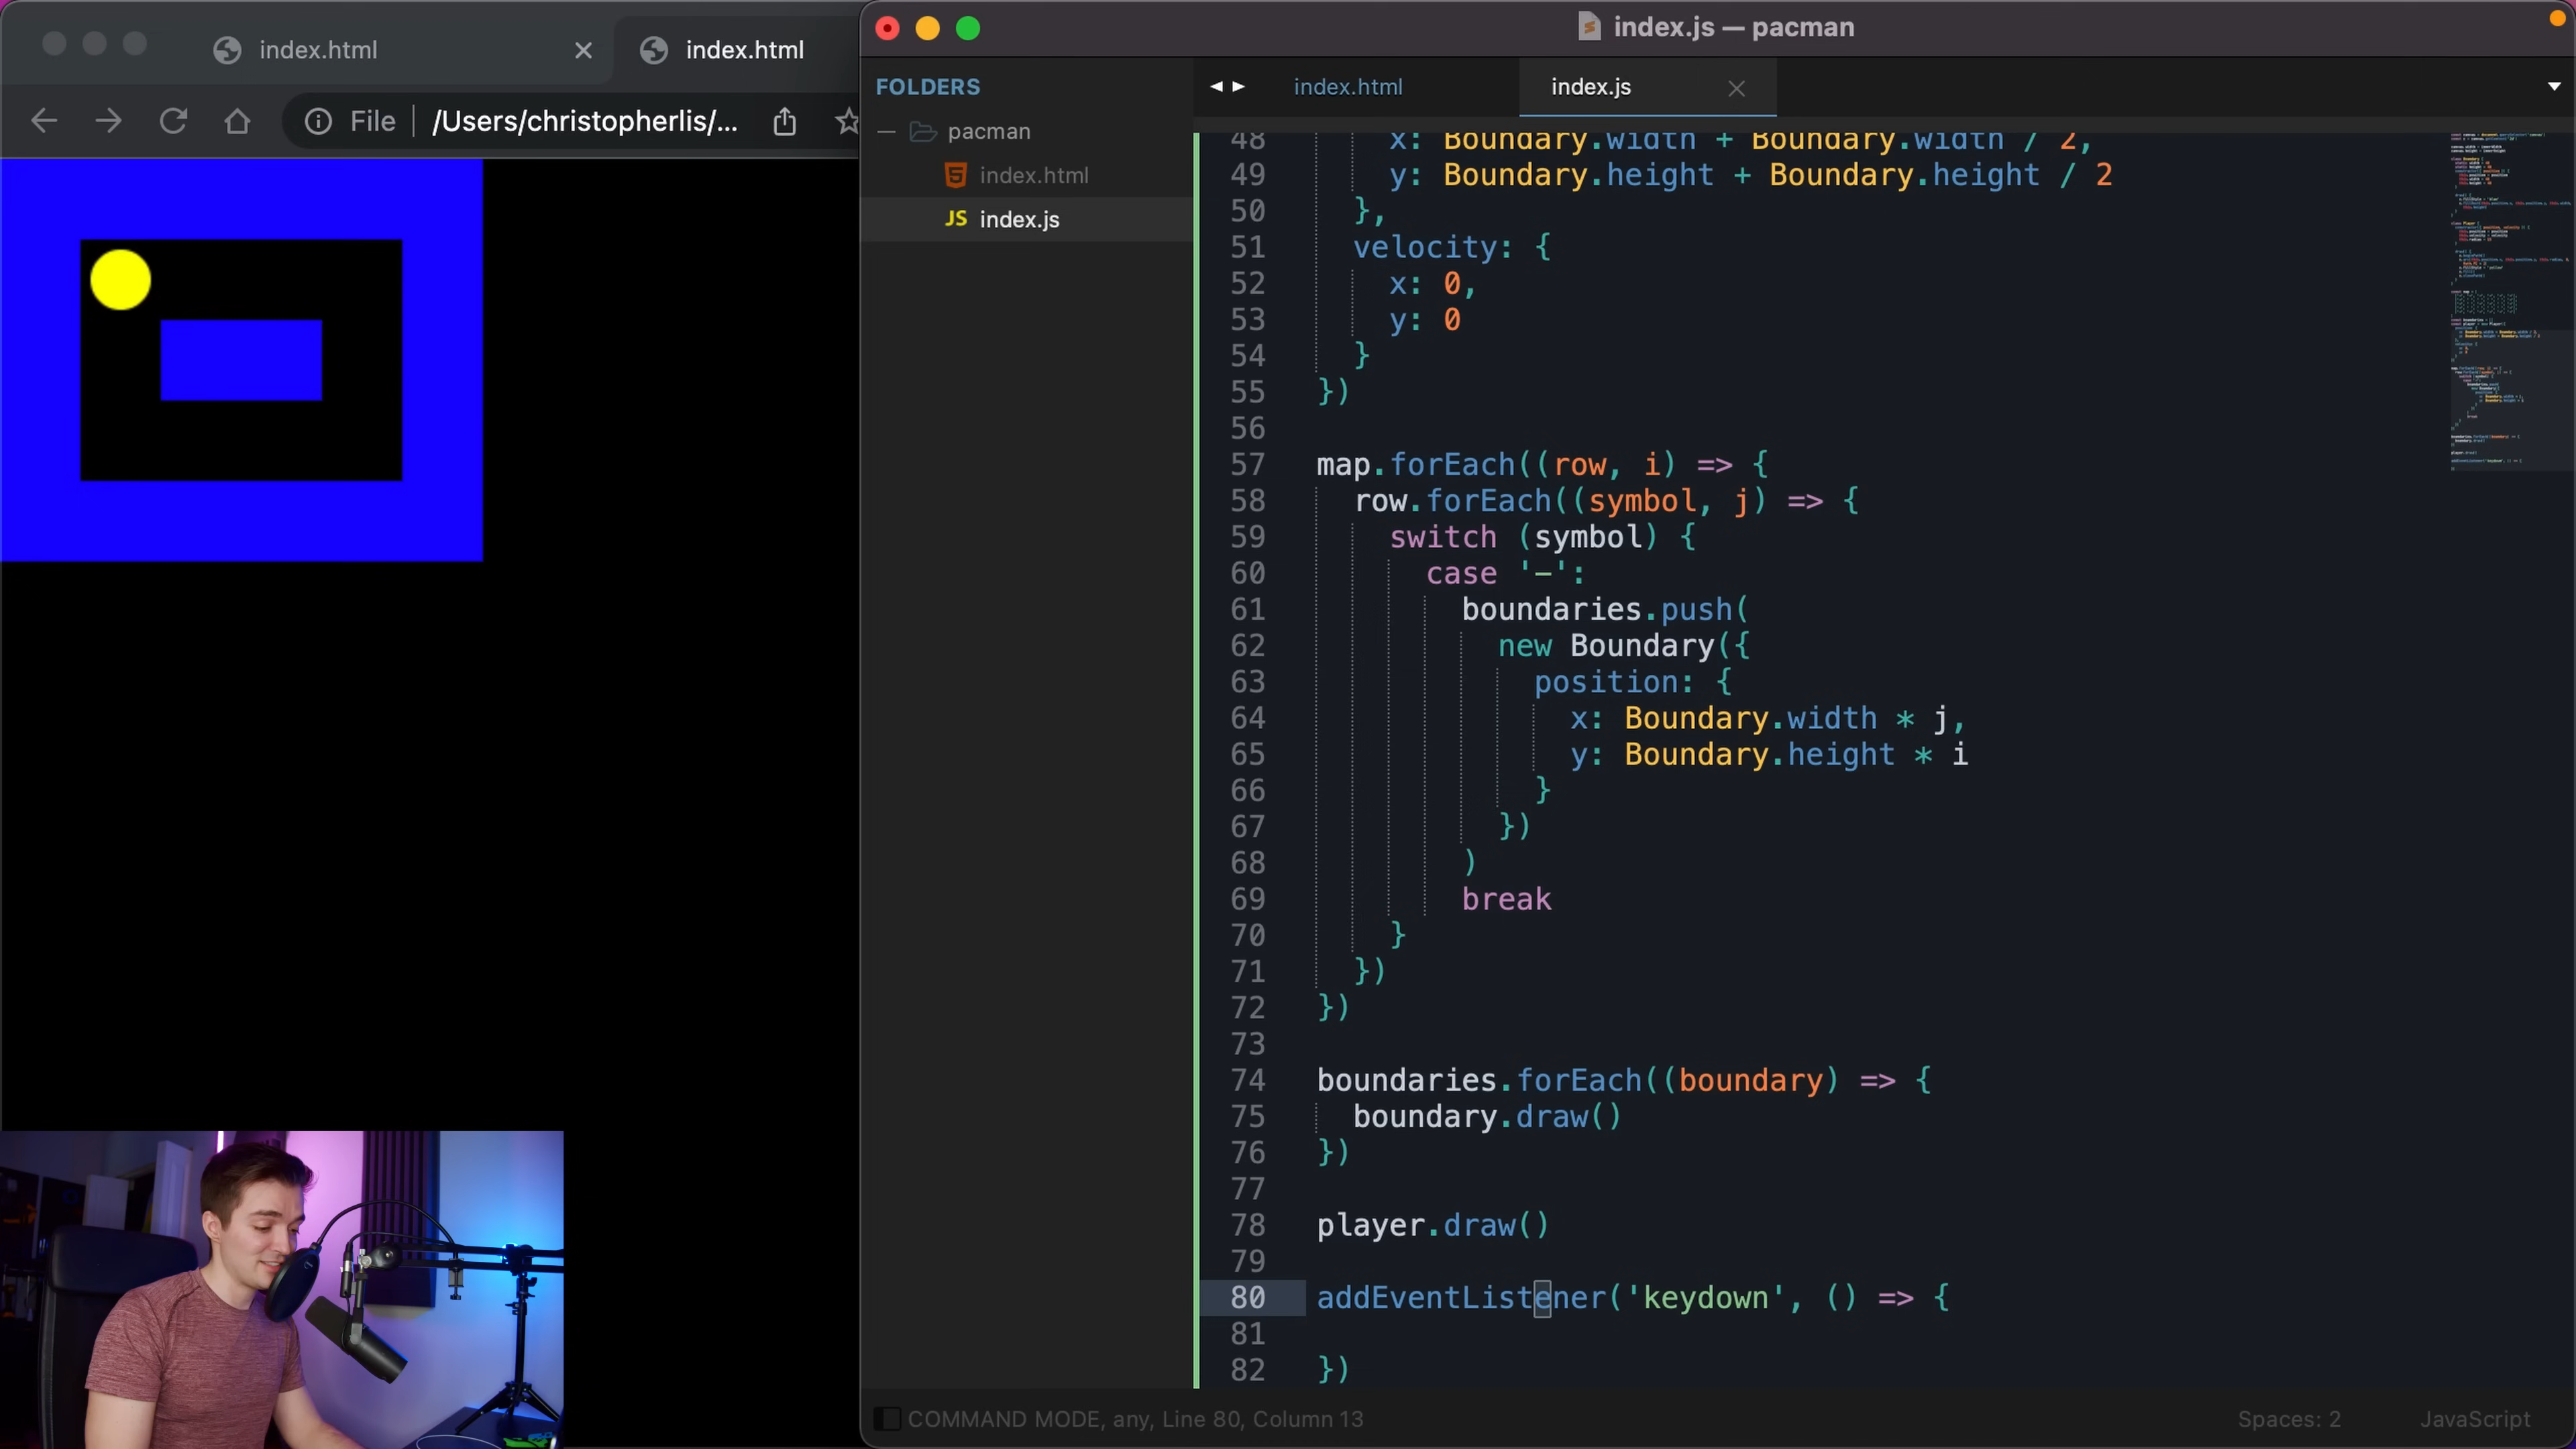 index.html
index.html
File
/Users/christopherlis/...
index.js — pacman
FOLDERS
pacman
index.html
JS index.js
index.html
index.js
48 x: Boundary.width + Boundary.width / 2,
49 y: Boundary.height + Boundary.height / 2
50 },
51 velocity: {
52 x: 0,
53 y: 0
54 }
55 })
56
57 map.forEach((row, i) => {
58 row.forEach((symbol, j) => {
59 switch (symbol) {
60 case '-':
61 boundaries.push(
62 new Boundary({
63 position: {
64 x: Boundary.width * j,
65 y: Boundary.height * i
66 }
67 })
68 )
69 break
70 }
71 })
72 })
73
74 boundaries.forEach((boundary) => {
75 boundary.draw()
76 })
77
78 player.draw()
79
80 addEventListener('keydown', () => {
81
82 })
COMMAND MODE, any, Line 80, Column 13
Spaces: 2
JavaScript